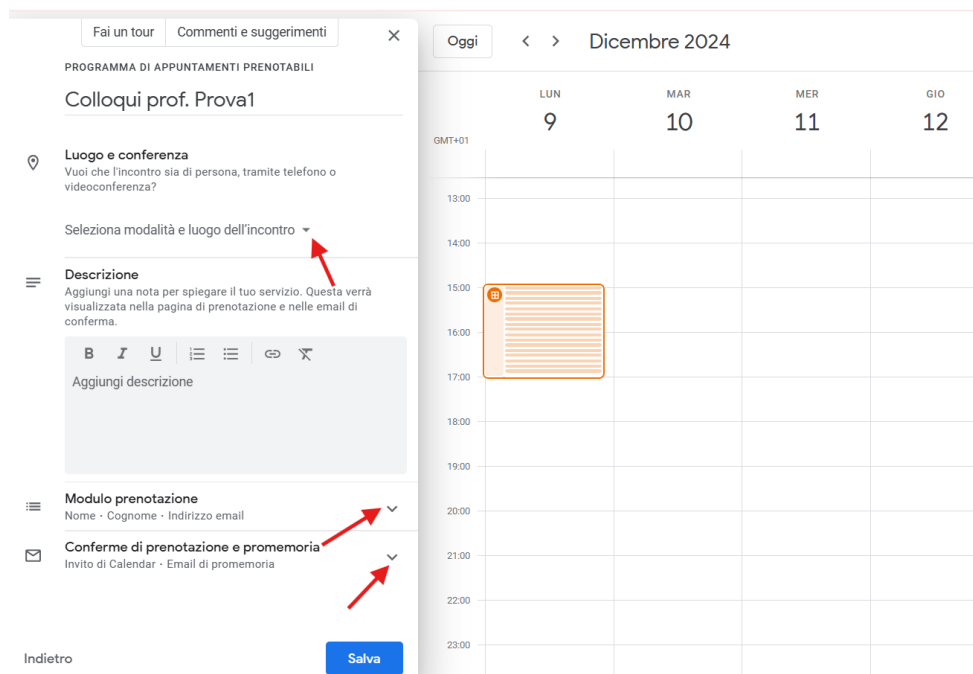 Fai un tour
Commenti e suggerimenti
PROGRAMMA DI APPUNTAMENTI PRENOTABILI
Colloqui prof. Prova1
Luogo e conferenza
Vuoi che l'incontro sia di persona, tramite telefono o
videoconferenza?
Seleziona modalità e luogo dell'incontro
Descrizione
Aggiungi una nota per spiegare il tuo servizio. Questa verrà
visualizzata nella pagina di prenotazione e nelle email di
conferma.
B I U
Aggiungi descrizione
Modulo prenotazione
Nome · Cognome · Indirizzo email
Conferme di prenotazione e promemoria
Invito di Calendar · Email di promemoria
Indietro
Salva
Oggi
Dicembre 2024
LUN MAR MER GIO
9 10 11 12
GMT+01
13:00
14:00
15:00
16:00
17:00
18:00
19:00
20:00
21:00
22:00
23:00